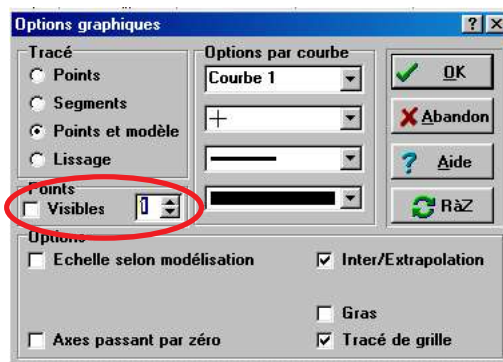 Options graphiques
Tracé
Points
Segments
Points et modèle
Lissage
Points
Visibles
Options par courbe
Courbe 1
OK
Abandon
Aide
RàZ
Options
Echelle selon modélisation
Inter/Extrapolation
Gras
Axes passant par zéro
Tracé de grille